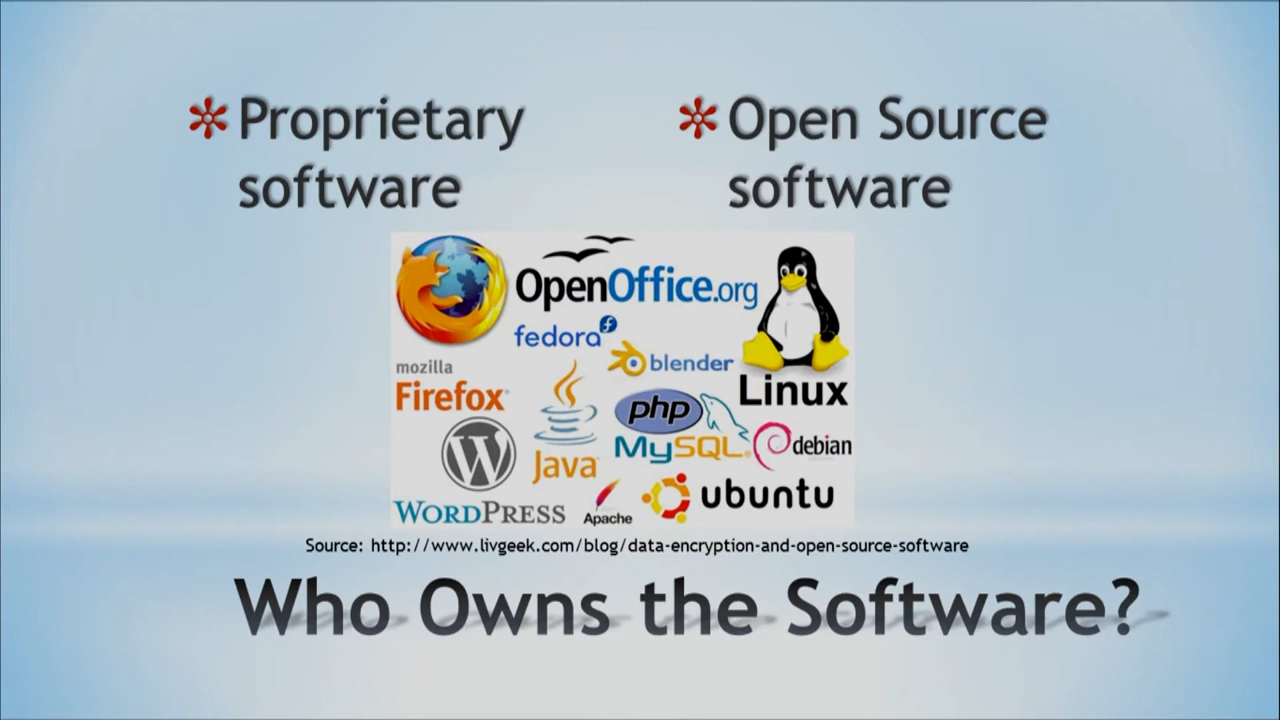 * Proprietary
software
* Open Source
software
OpenOffice.org
fedora
blender
mozilla
Firefox
Linux
php
MySQL
debian
Java
W
WORDPRESS
Apache
ubuntu
Source: http://www.livgeek.com/blog/data-encryption-and-open-source-software
Who Owns the Software?